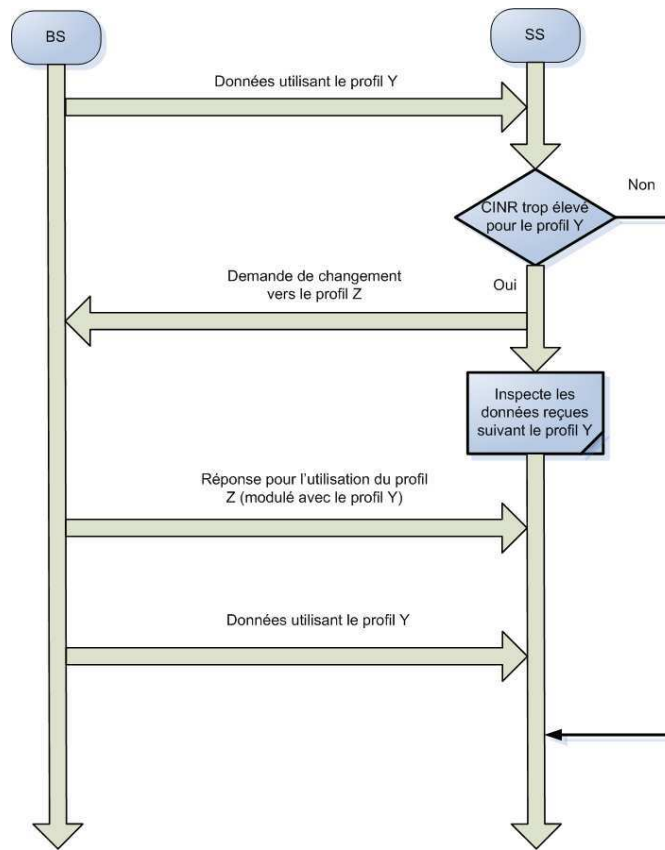 BS
SS
Données utilisant le profil Y
CINR trop élevé
pour le profil Y
Non
Oui
Demande de changement
vers le profil Z
Inspecte les
données reçues
suivant le profil Y
Réponse pour l'utilisation du profil
Z (modulé avec le profil Y)
Données utilisant le profil Y